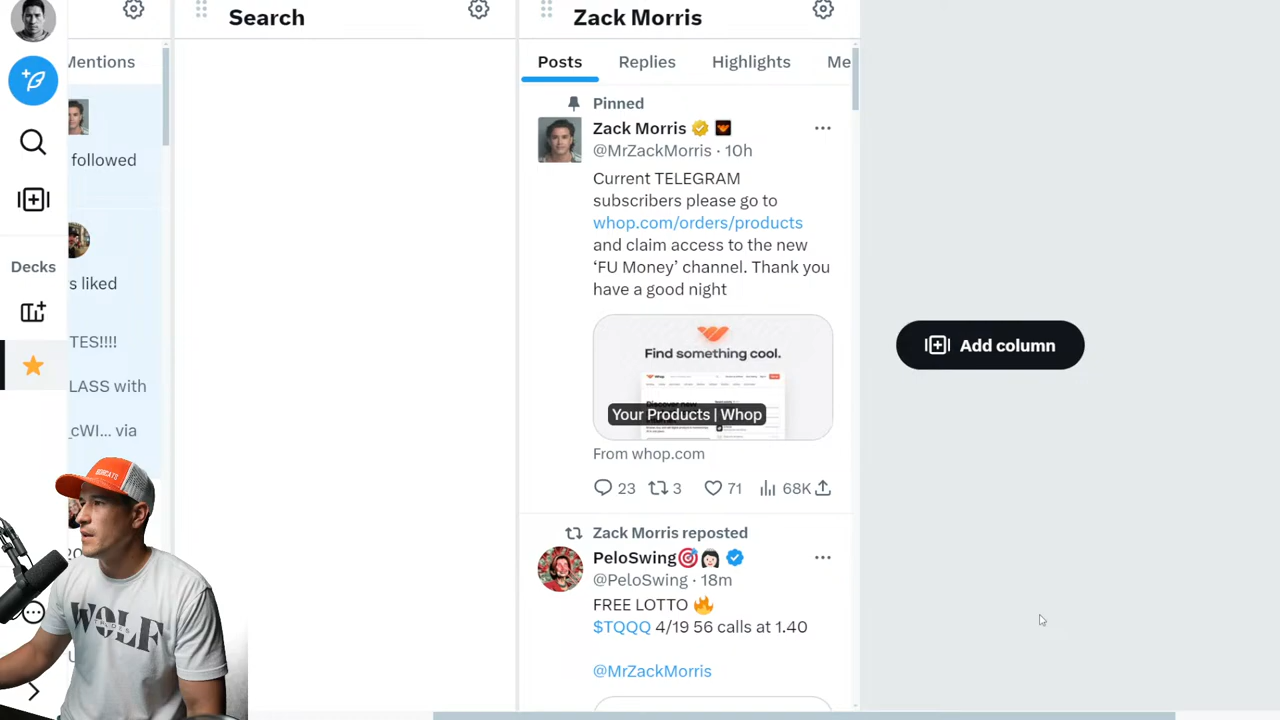 Search
Zack Morris
Mentions
followed
s liked
TES!!!!
LASS with
_cWI... via
Decks
Posts
Replies
Highlights
Me
Pinned
Zack Morris
@MrZackMorris · 10h
Current TELEGRAM
subscribers please go to
whop.com/orders/products
and claim access to the new
‘FU Money’ channel. Thank you
have a good night
Find something cool.
Your Products | Whop
From whop.com
23
3
71
68K
Zack Morris reposted
PeloSwing
@PeloSwing · 18m
FREE LOTTO 🔥
$TQQQ 4/19 56 calls at 1.40
@MrZackMorris
Add column
BOBCATS
WOLF